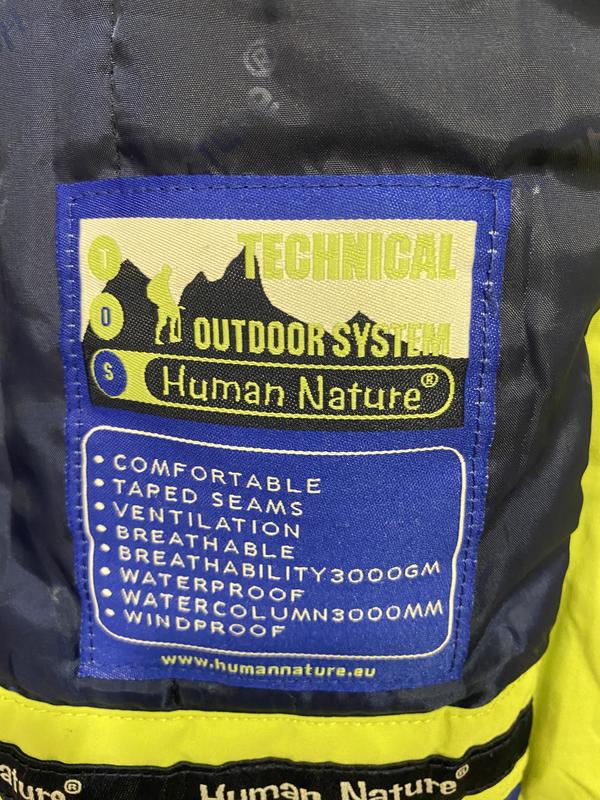 T
TECHNICAL
O
OUTDOOR SYSTEM
S
Human Nature®
• COMFORTABLE
• TAPED SEAMS
• VENTILATION
• BREATHABLE
• BREATHABILITY3000GM
• WATERPROOF
• WATERCOLUMN3000MM
• WINDPROOF
www.humannature.eu
ature® Human Nature®